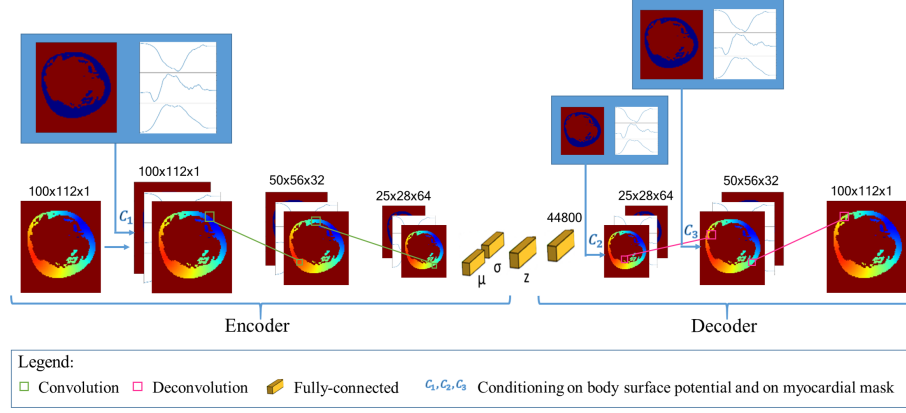 100x112x1
C1
100x112x1
50x56x32
25x28x64
μ
σ
z
44800
C2
25x28x64
C3
50x56x32
100x112x1
Encoder
Decoder
Legend:
Convolution
Deconvolution
Fully-connected
C1,C2,C3 Conditioning on body surface potential and on myocardial mask